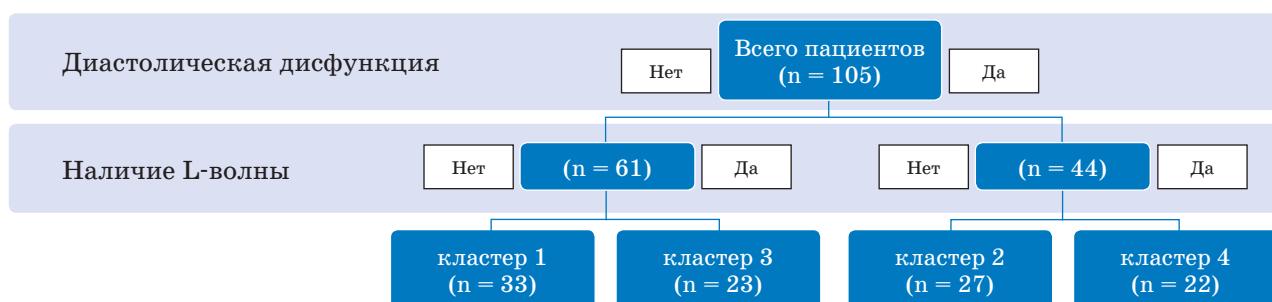 Диастолическая дисфункция
Нет
Всего пациентов
(n = 105)
Да
Наличие L-волны
Нет
(n = 61)
Да
Нет
(n = 44)
Да
кластер 1
(n = 33)
кластер 3
(n = 23)
кластер 2
(n = 27)
кластер 4
(n = 22)